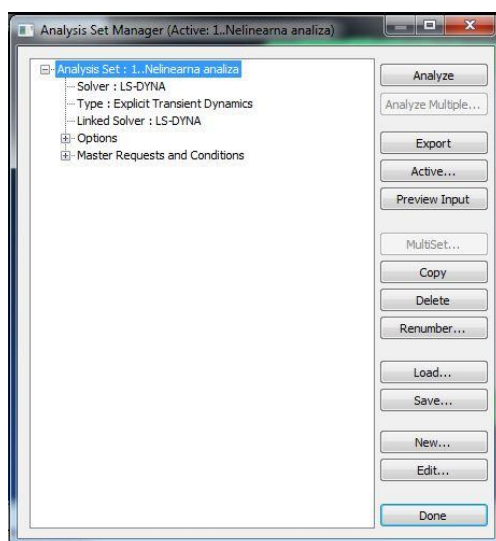 Analysis Set Manager (Active: 1..Nelinearna analiza)
Analysis Set : 1..Nelinearna analiza
Solver : LS-DYNA
Type : Explicit Transient Dynamics
Linked Solver : LS-DYNA
Options
Master Requests and Conditions
Analyze
Analyze Multiple...
Export
Active...
Preview Input
MultiSet...
Copy
Delete
Renumber...
Load...
Save...
New...
Edit...
Done